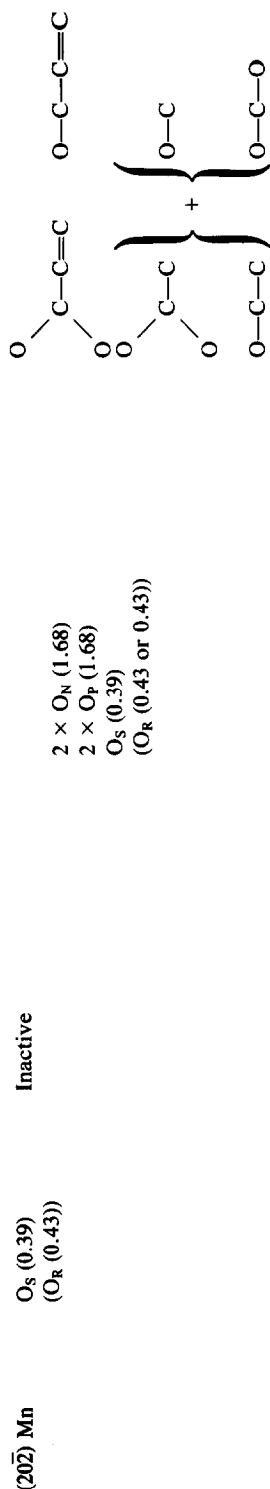 (202̄) Mn
O_S (0.39)
(O_R (0.43))
Inactive
2 × O_N (1.68)
2 × O_P (1.68)
O_S (0.39)
(O_R (0.43 or 0.43))
O
C—C=C
O
O—C—C=C
O
C—C
O
O—C—C
+
O—C
O—C—O